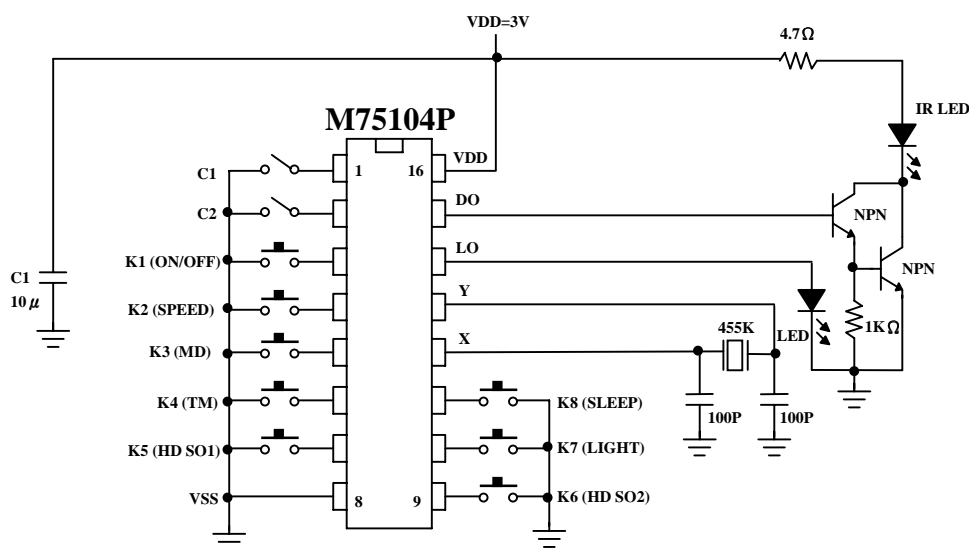 VDD=3V
4.7Ω
IR LED
M75104P
C1
1
16
VDD
C2
DO
NPN
K1 (ON/OFF)
LO
NPN
C1
10μ
K2 (SPEED)
Y
455K
LED
1KΩ
K3 (MD)
X
K4 (TM)
K8 (SLEEP)
100P
100P
K5 (HD SO1)
K7 (LIGHT)
VSS
8
9
K6 (HD SO2)